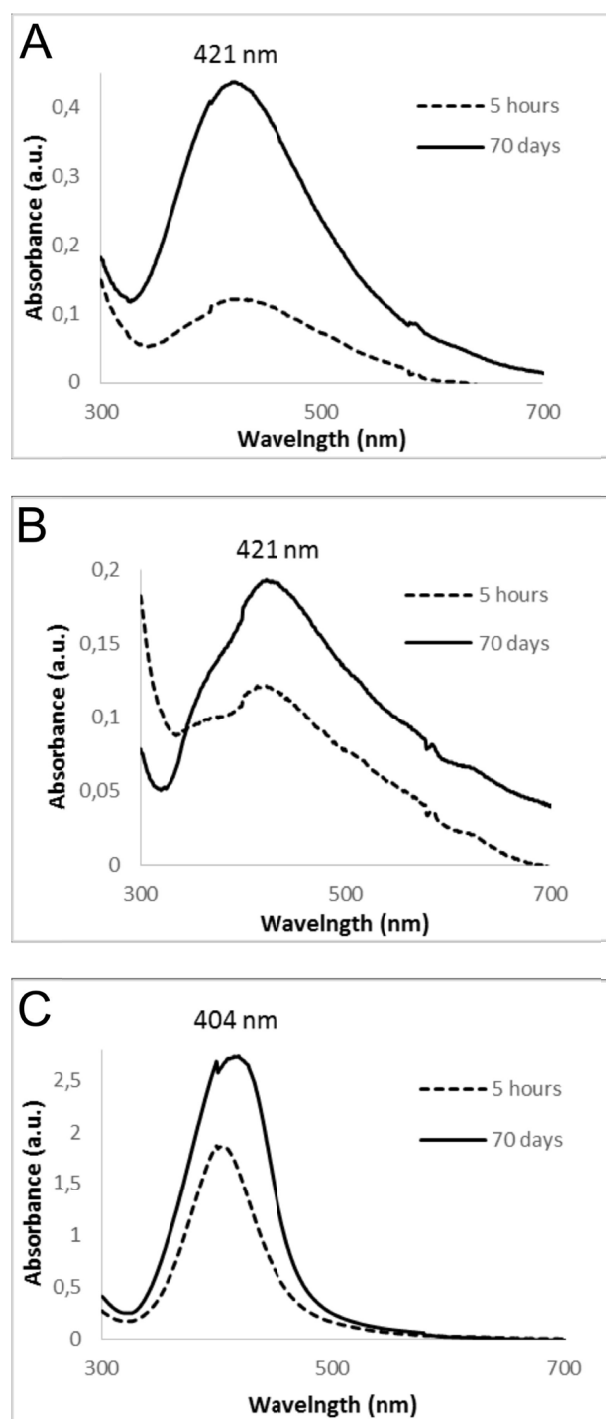 A
421 nm
0,4
0,3
0,2
0,1
0
Absorbance (a.u.)
5 hours
70 days
300
500
700
Wavelngth (nm)
B
421 nm
0,2
0,15
0,1
0,05
0
Absorbance (a.u.)
5 hours
70 days
300
500
700
Wavelngth (nm)
C
404 nm
2,5
2
1,5
1
0,5
0
Absorbance (a.u.)
5 hours
70 days
300
500
700
Wavelngth (nm)